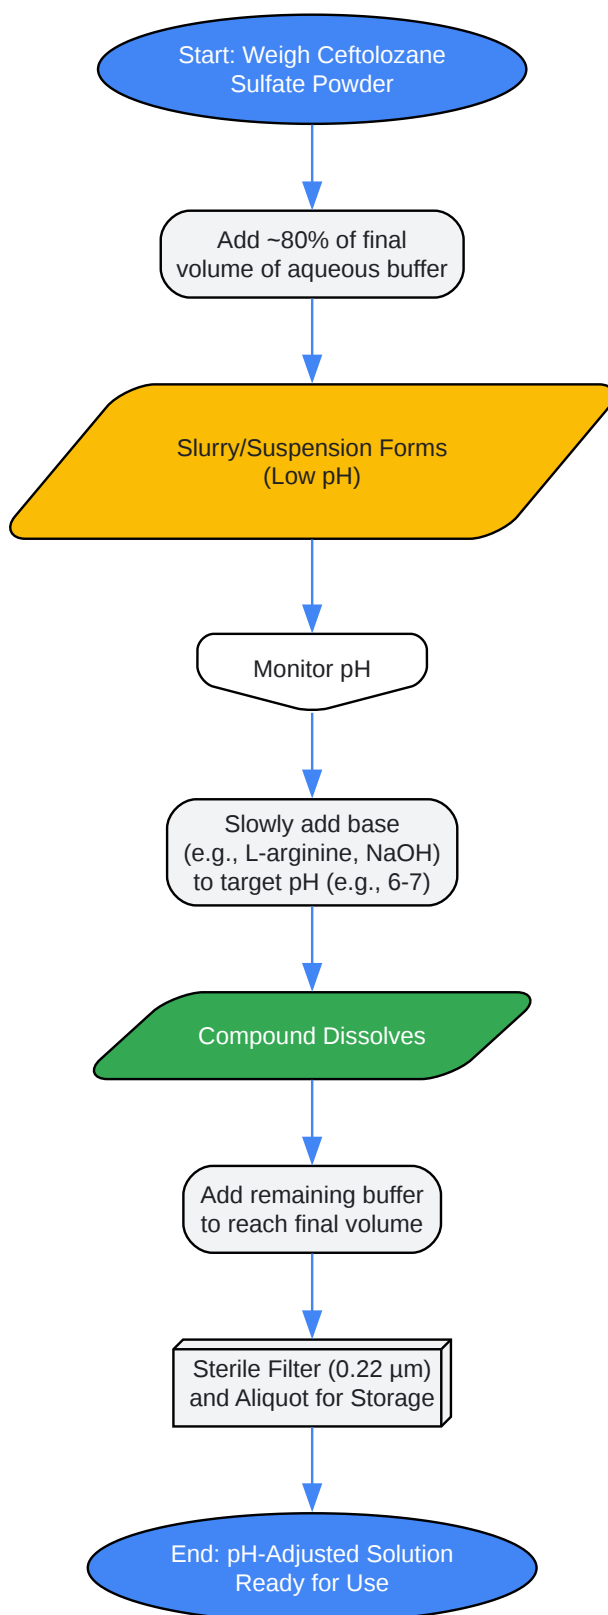 Start: Weigh Ceftolozane
Sulfate Powder
Add ~80% of final
volume of aqueous buffer
Slurry/Suspension Forms
(Low pH)
Monitor pH
Slowly add base
(e.g., L-arginine, NaOH)
to target pH (e.g., 6-7)
Compound Dissolves
Add remaining buffer
to reach final volume
Sterile Filter (0.22 µm)
and Aliquot for Storage
End: pH-Adjusted Solution
Ready for Use